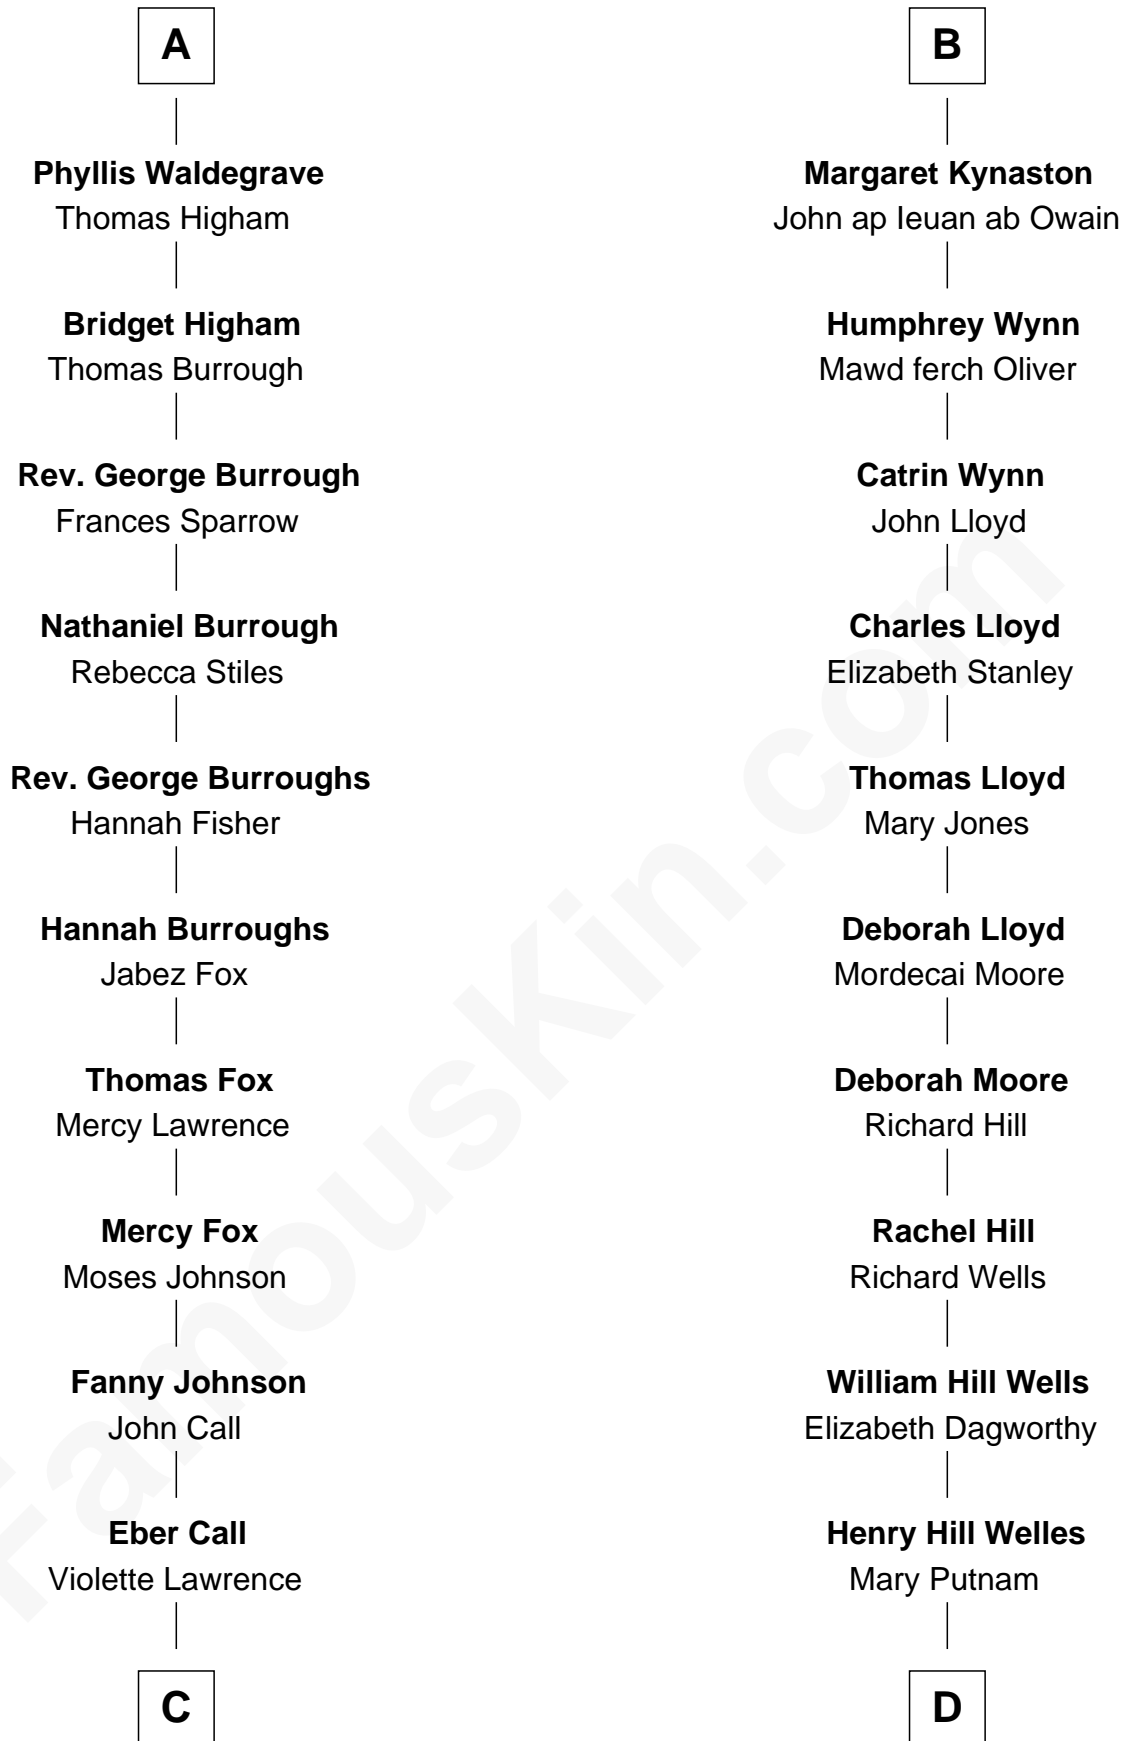 A
Phyllis Waldegrave
Thomas Higham
Bridget Higham
Thomas Burrough
Rev. George Burrough
Frances Sparrow
Nathaniel Burrough
Rebecca Stiles
Rev. George Burroughs
Hannah Fisher
Hannah Burroughs
Jabez Fox
Thomas Fox
Mercy Lawrence
Mercy Fox
Moses Johnson
Fanny Johnson
John Call
Eber Call
Violette Lawrence
C
B
Margaret Kynaston
John ap Ieuan ab Owain
Humphrey Wynn
Mawd ferch Oliver
Catrin Wynn
John Lloyd
Charles Lloyd
Elizabeth Stanley
Thomas Lloyd
Mary Jones
Deborah Lloyd
Mordecai Moore
Deborah Moore
Richard Hill
Rachel Hill
Richard Wells
William Hill Wells
Elizabeth Dagworthy
Henry Hill Welles
Mary Putnam
D
FamousKin.com